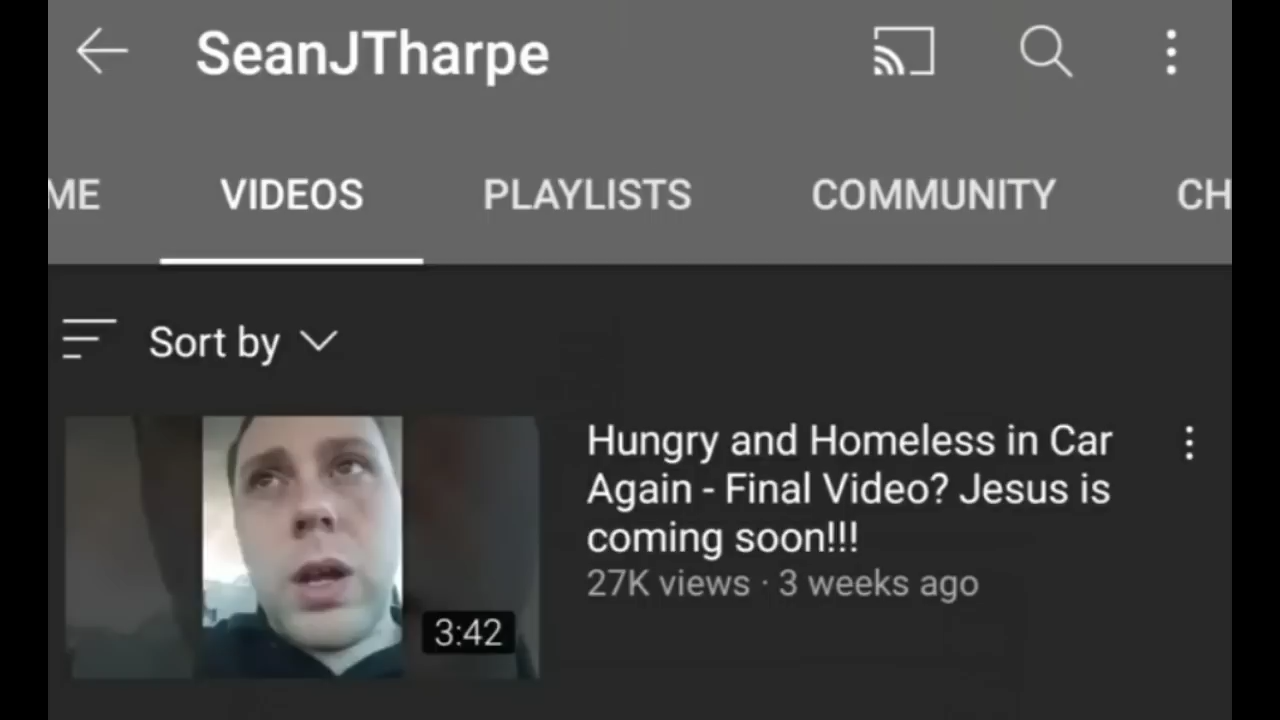 SeanJTharpe
ME VIDEOS PLAYLISTS COMMUNITY CH
Sort by
Hungry and Homeless in Car
Again - Final Video? Jesus is
coming soon!!!
27K views · 3 weeks ago
3:42